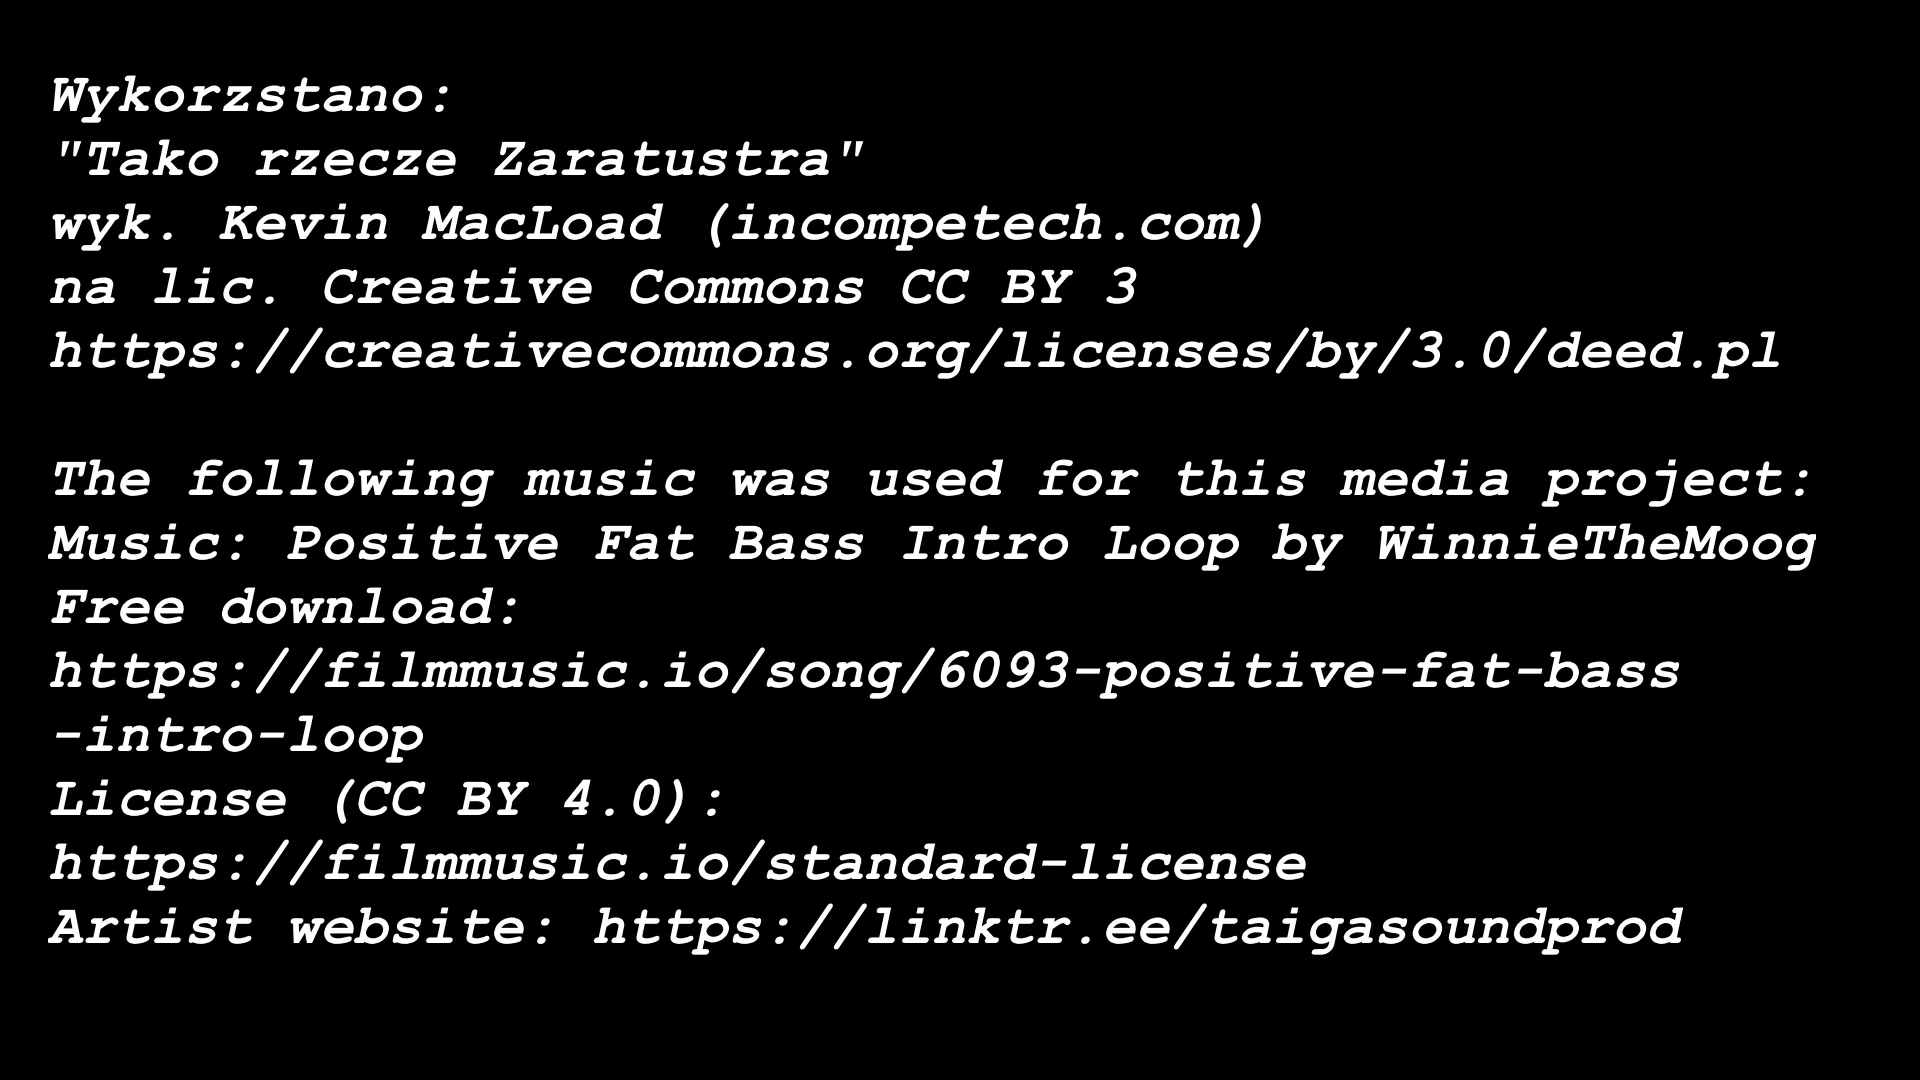 Wykorzstano:
"Tako rzecze Zaratustra"
wyk. Kevin MacLoad (incompetech.com)
na lic. Creative Commons CC BY 3
https://creativecommons.org/licenses/by/3.0/deed.pl
The following music was used for this media project:
Music: Positive Fat Bass Intro Loop by WinnieTheMoog
Free download:
https://filmmusic.io/song/6093-positive-fat-bass
-intro-loop
License (CC BY 4.0):
https://filmmusic.io/standard-license
Artist website: https://linktr.ee/taigasoundprod